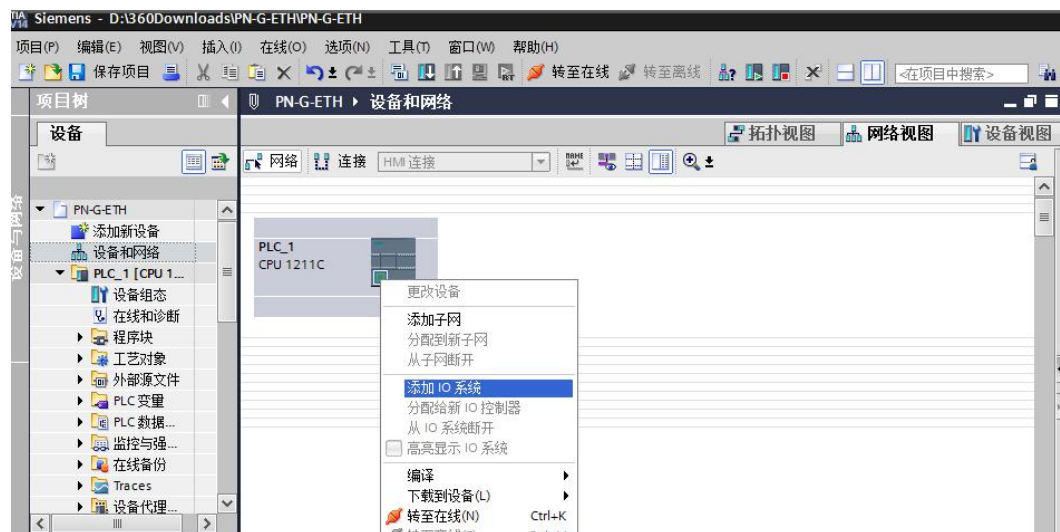 TIA V14 Siemens - D:\360Downloads\PN-G-ETH\PN-G-ETH
项目(P) 编辑(E) 视图(V) 插入(I) 在线(O) 选项(N) 工具(T) 窗口(W) 帮助(H)
保存项目 转至在线 转至离线 <在项目中搜索>
项目树
PN-G-ETH ▸ 设备和网络
设备
拓扑视图 网络视图 设备视图
网络 连接 HMI 连接
设备与网络
PN-G-ETH
添加新设备
设备和网络
PLC_1 [CPU 1...
设备组态
在线和诊断
程序块
工艺对象
外部源文件
PLC 变量
PLC 数据...
监控与强...
在线备份
Traces
设备代理...
PLC_1
CPU 1211C
更改设备
添加子网
分配到新子网
从子网断开
添加 IO 系统
分配给新 IO 控制器
从 IO 系统断开
高亮显示 IO 系统
编译
下载到设备(L)
转至在线(N) Ctrl+K